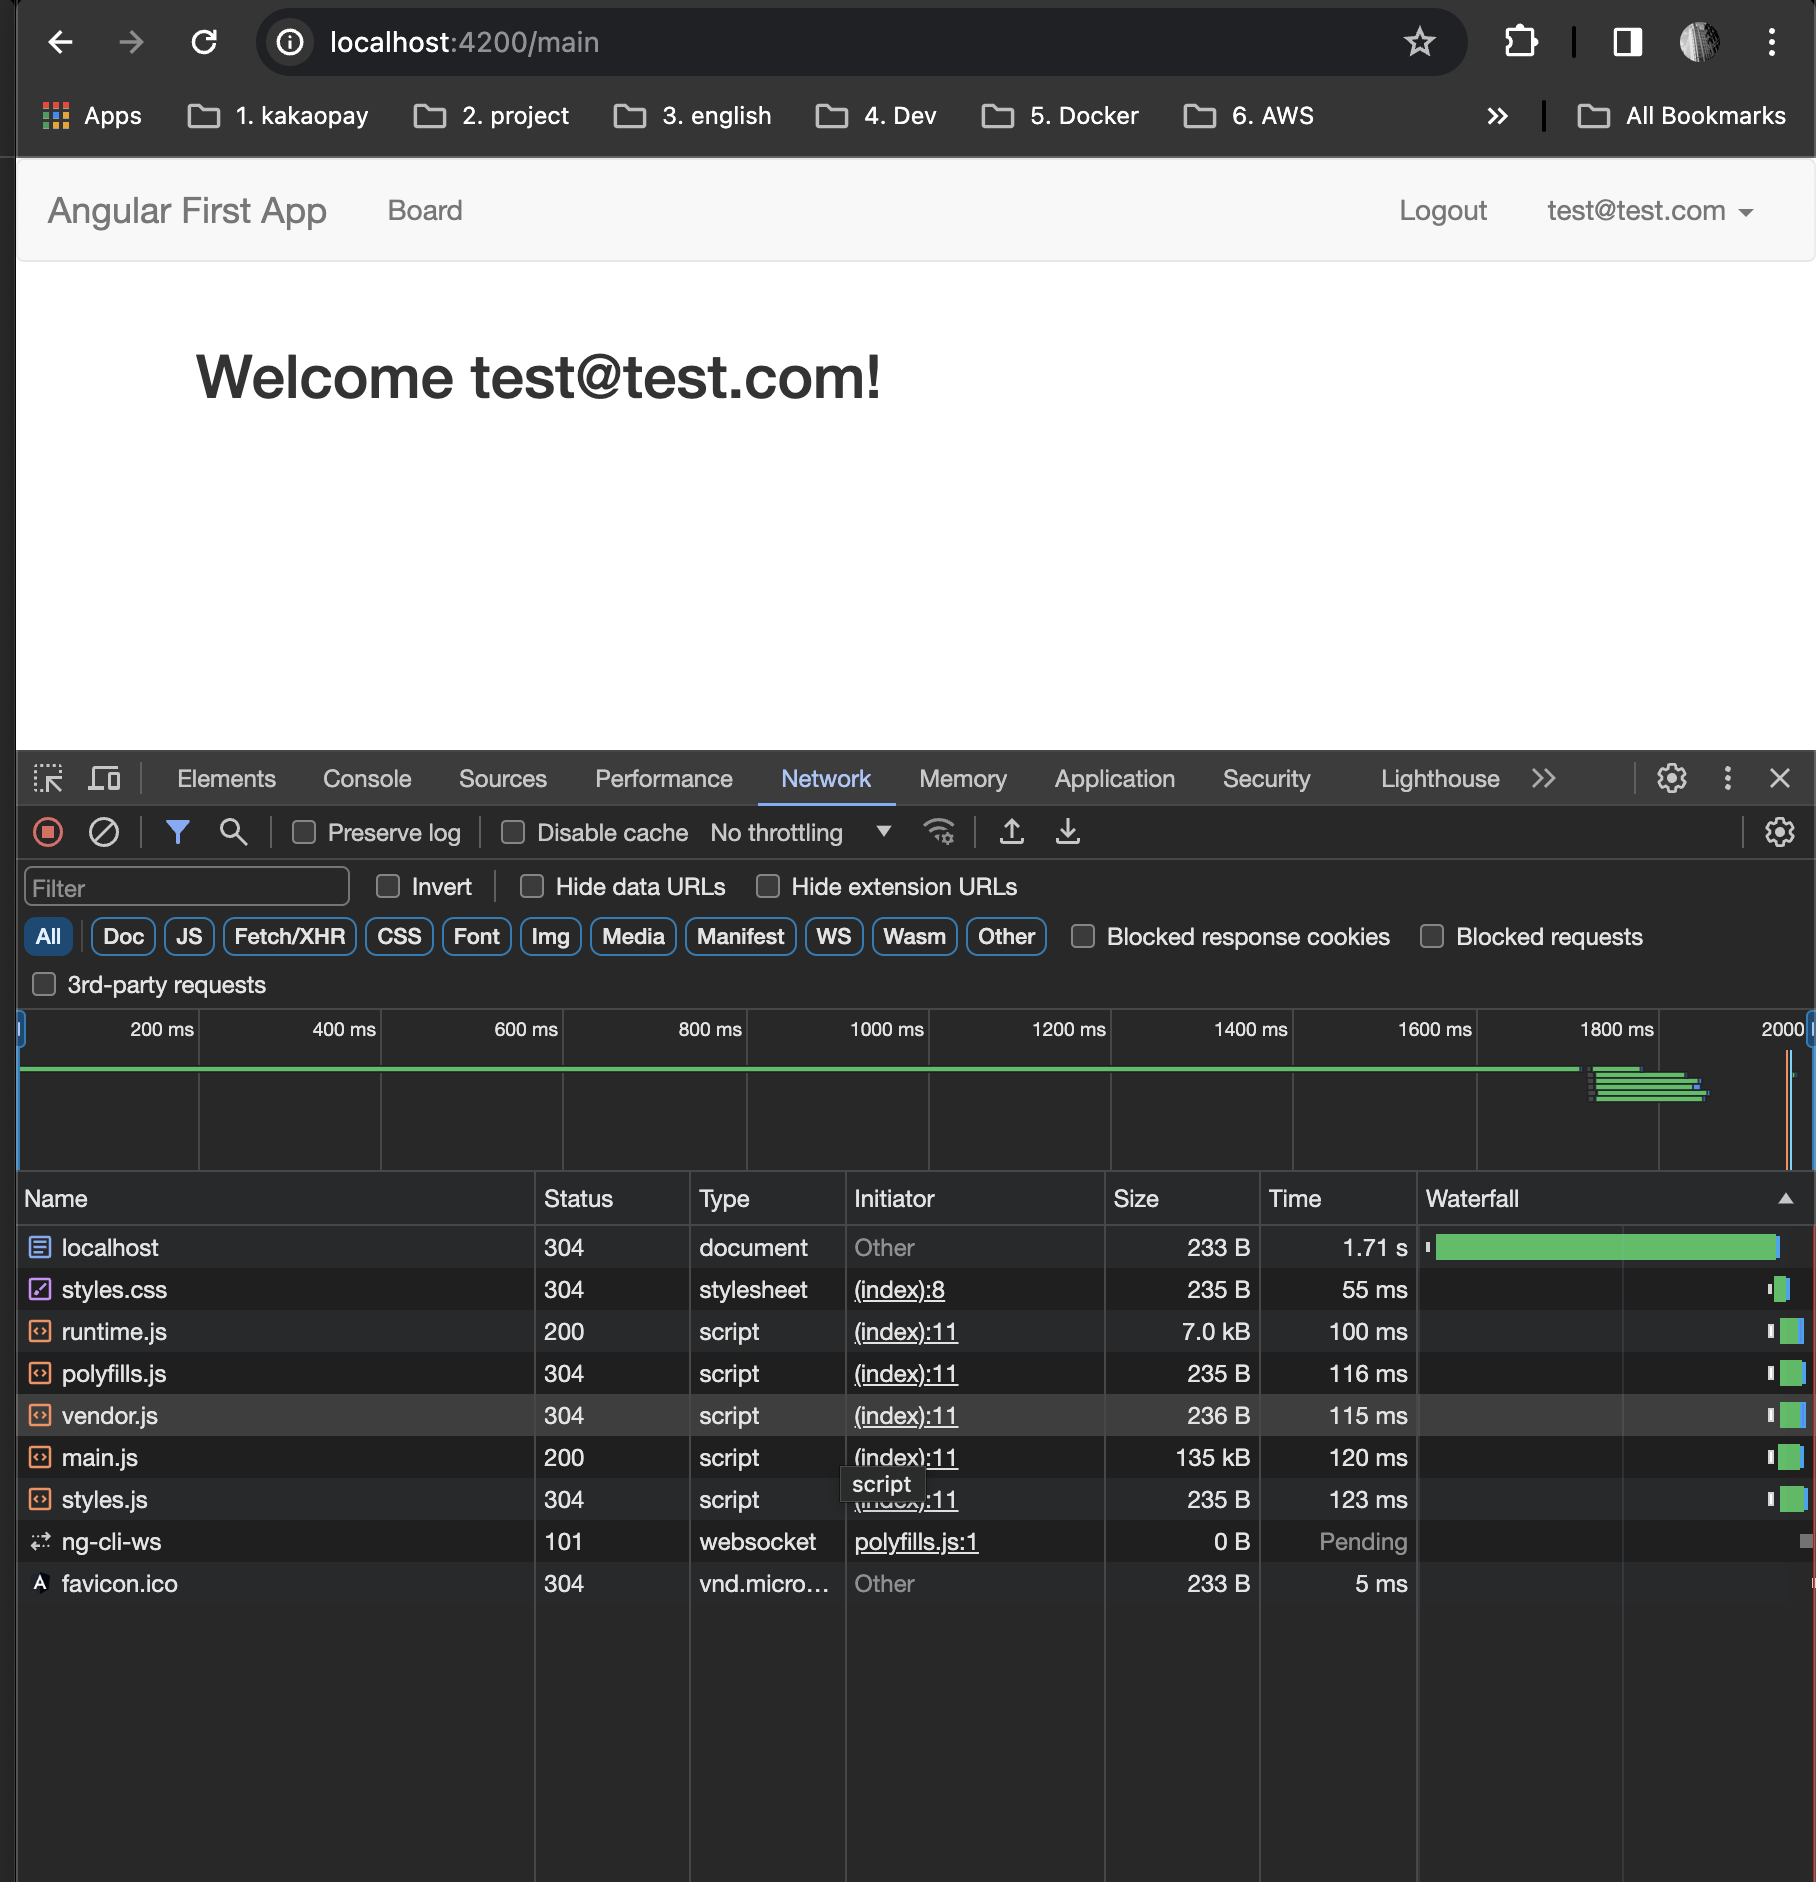 localhost:4200/main
Apps 1. kakaopay 2. project 3. english 4. Dev 5. Docker 6. AWS All Bookmarks
Angular First App Board Logout test@test.com
Welcome test@test.com!
Elements Console Sources Performance Network Memory Application Security Lighthouse
Preserve log Disable cache No throttling
Filter Invert Hide data URLs Hide extension URLs
All Doc JS Fetch/XHR CSS Font Img Media Manifest WS Wasm Other Blocked response cookies Blocked requests
3rd-party requests
200 ms 400 ms 600 ms 800 ms 1000 ms 1200 ms 1400 ms 1600 ms 1800 ms 2000
Name Status Type Initiator Size Time Waterfall
localhost 304 document Other 233 B 1.71 s
styles.css 304 stylesheet (index):8 235 B 55 ms
runtime.js 200 script (index):11 7.0 kB 100 ms
polyfills.js 304 script (index):11 235 B 116 ms
vendor.js 304 script (index):11 236 B 115 ms
main.js 200 script (index):11 135 kB 120 ms
script
styles.js 304 script (index):11 235 B 123 ms
ng-cli-ws 101 websocket polyfills.js:1 0 B Pending
favicon.ico 304 vnd.micro... Other 233 B 5 ms